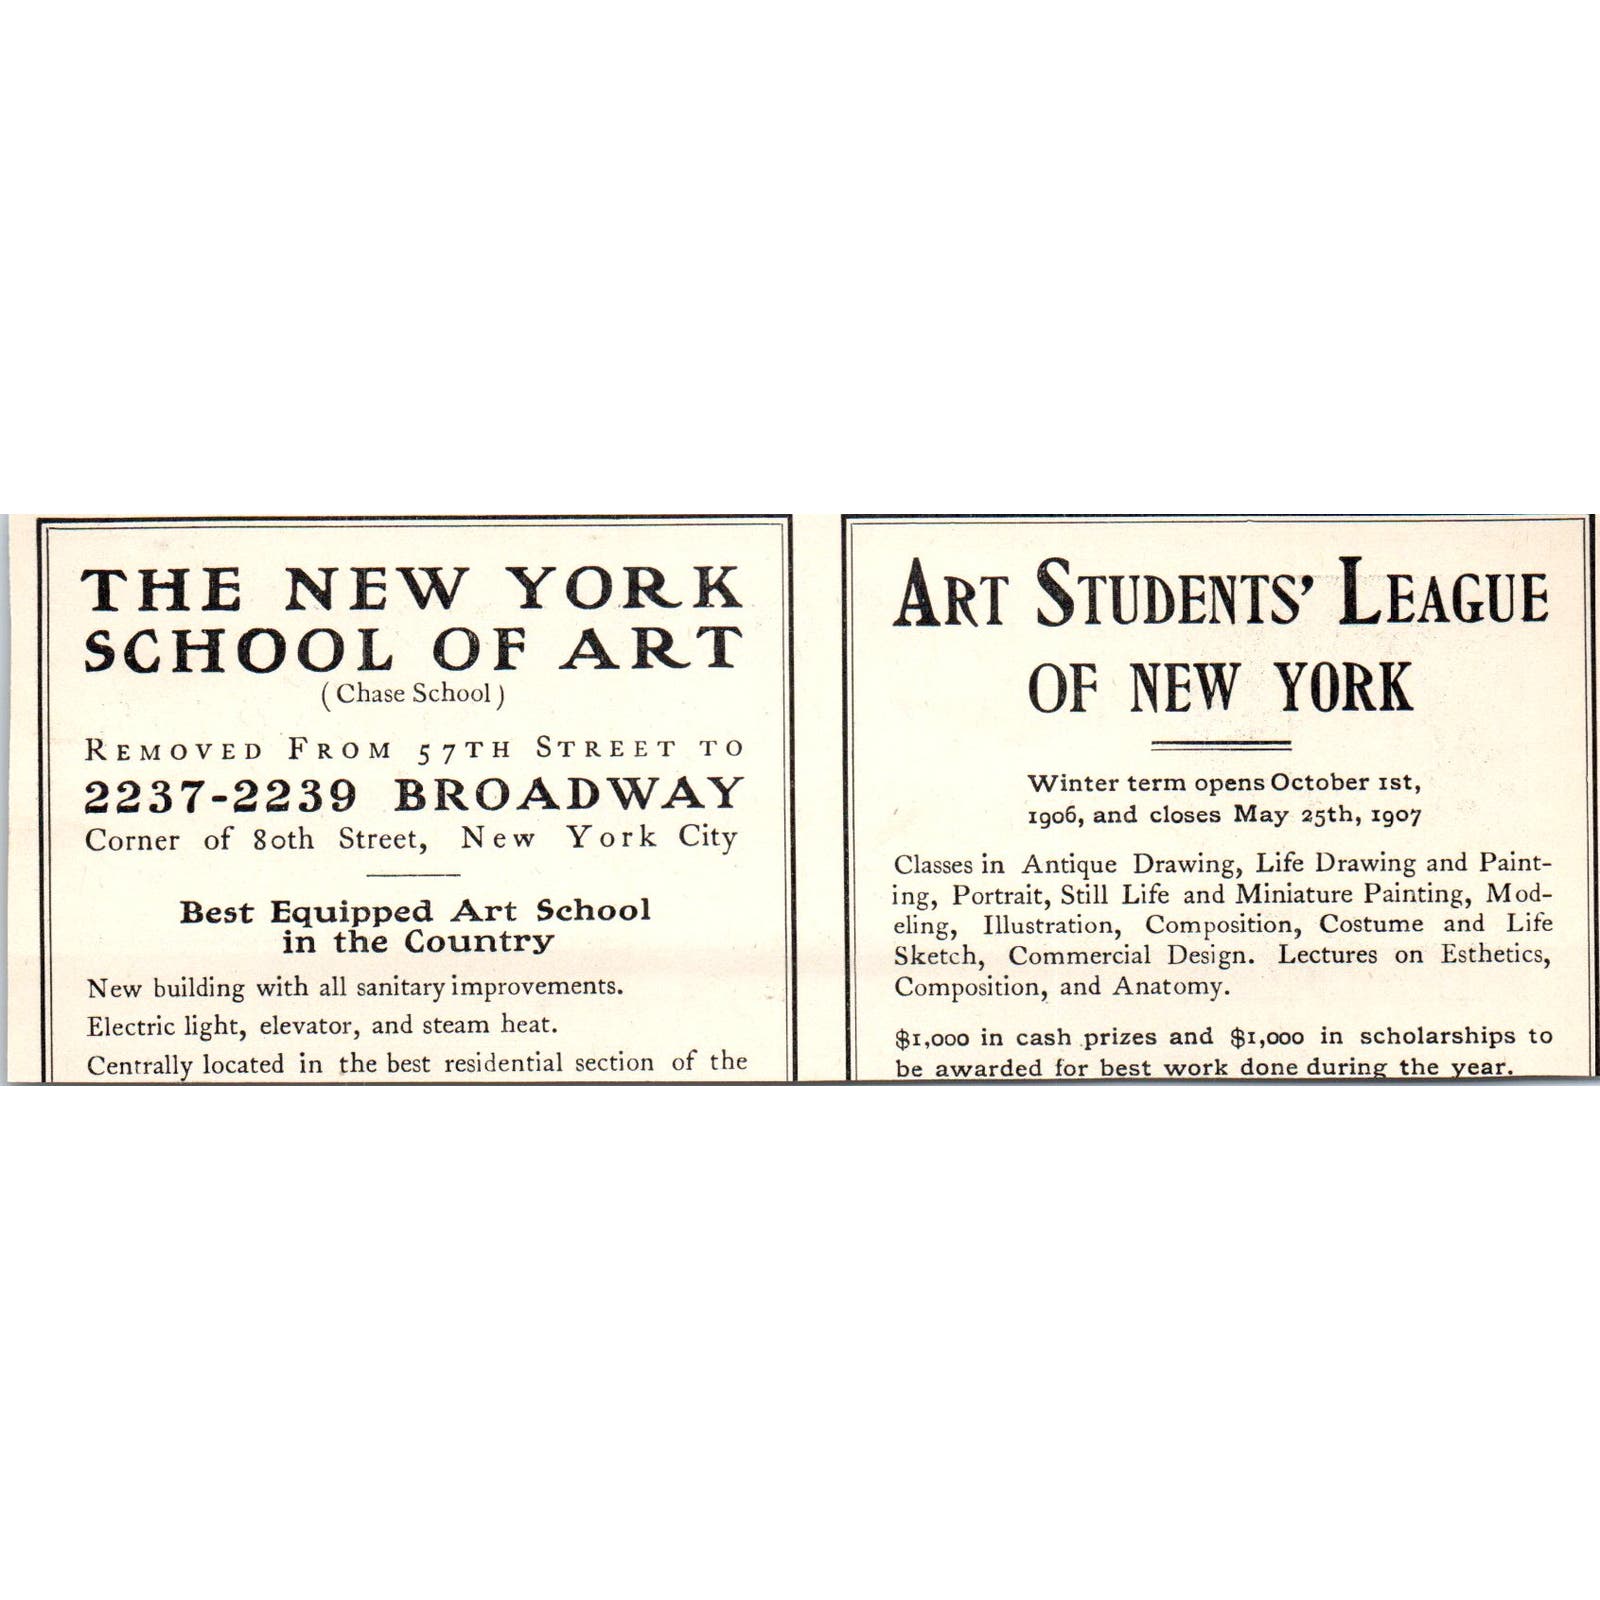 THE NEW YORK
SCHOOL OF ART
(Chase School)
REMOVED FROM 57TH STREET TO
2237-2239 BROADWAY
Corner of 80th Street, New York City
Best Equipped Art School
in the Country
New building with all sanitary improvements.
Electric light, elevator, and steam heat.
Centrally located in the best residential section of the
ART STUDENTS' LEAGUE
OF NEW YORK
Winter term opens October 1st,
1906, and closes May 25th, 1907
Classes in Antique Drawing, Life Drawing and Paint-
ing, Portrait, Still Life and Miniature Painting, Mod-
eling, Illustration, Composition, Costume and Life
Sketch, Commercial Design. Lectures on Esthetics,
Composition, and Anatomy.
$1,000 in cash prizes and $1,000 in scholarships to
be awarded for best work done during the year.